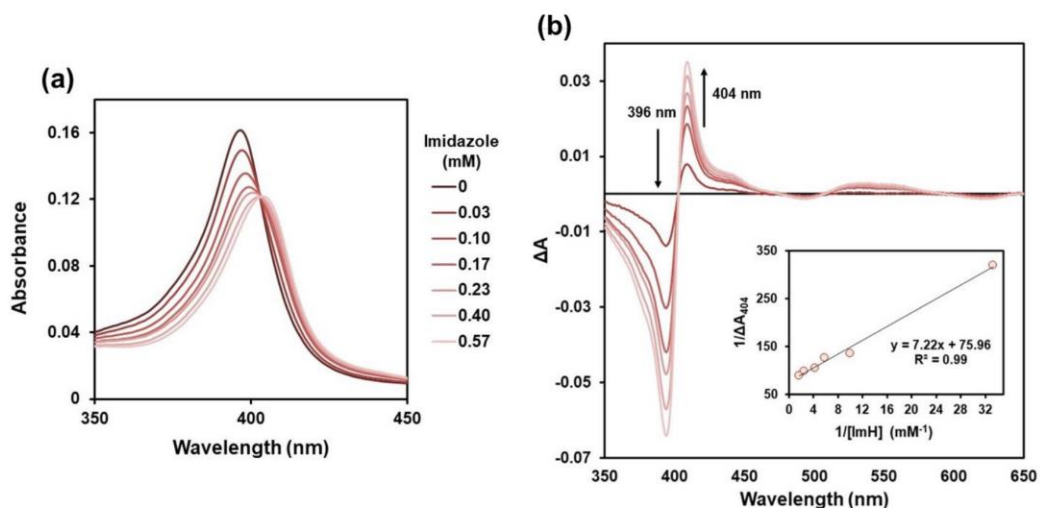 (a)
Absorbance
0.16
0.12
0.08
0.04
0
350
400
450
Wavelength (nm)
Imidazole
(mM)
0
0.03
0.10
0.17
0.23
0.40
0.57
(b)
ΔA
0.03
0.01
-0.01
-0.03
-0.05
-0.07
396 nm
404 nm
350
400
450
500
550
600
650
Wavelength (nm)
1/ΔA₄₀₄
350
250
150
50
y = 7.22x + 75.96
R² = 0.99
0
4
8
12
16
20
24
28
32
1/[ImH] (mM⁻¹)